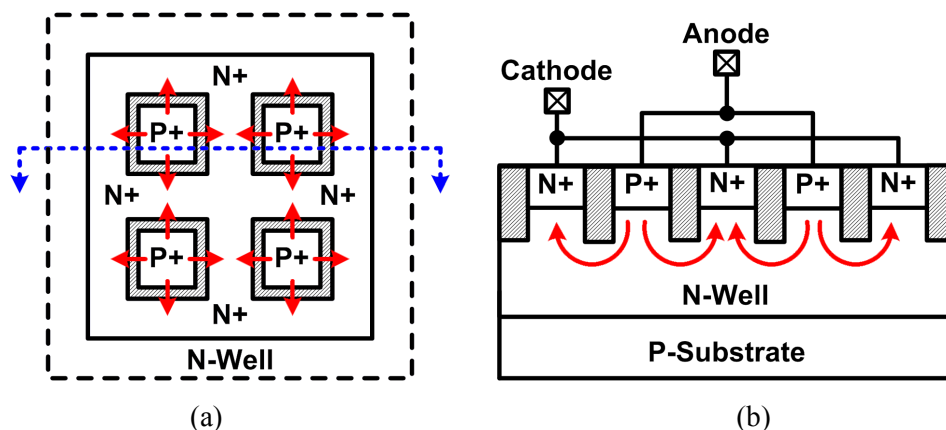 N+
P+ P+
N+ N+
P+ P+
N+
N-Well
(a)
Anode
Cathode
N+ P+ N+ P+ N+
N-Well
P-Substrate
(b)